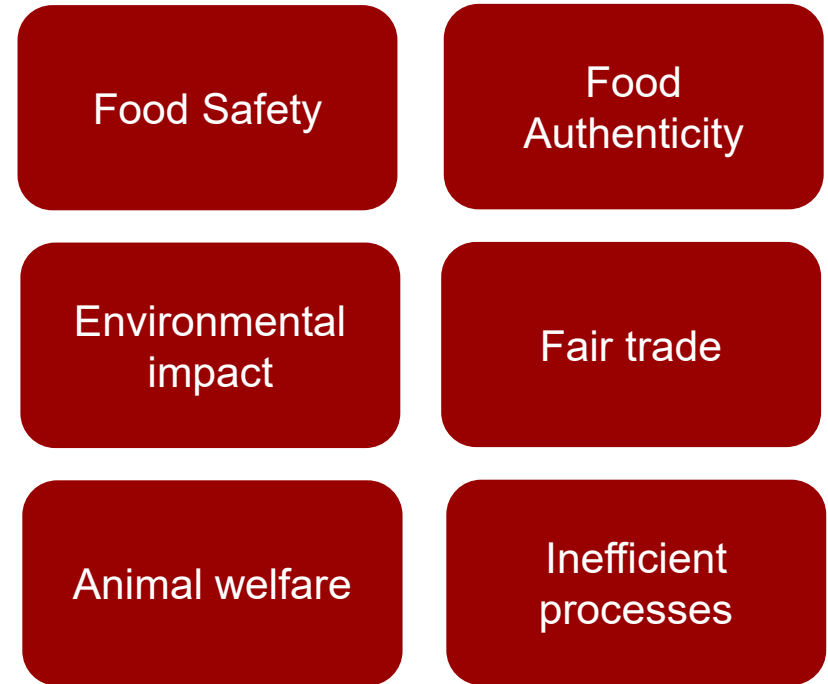 Food Safety
Food
Authenticity
Environmental
impact
Fair trade
Animal welfare
Inefficient
processes